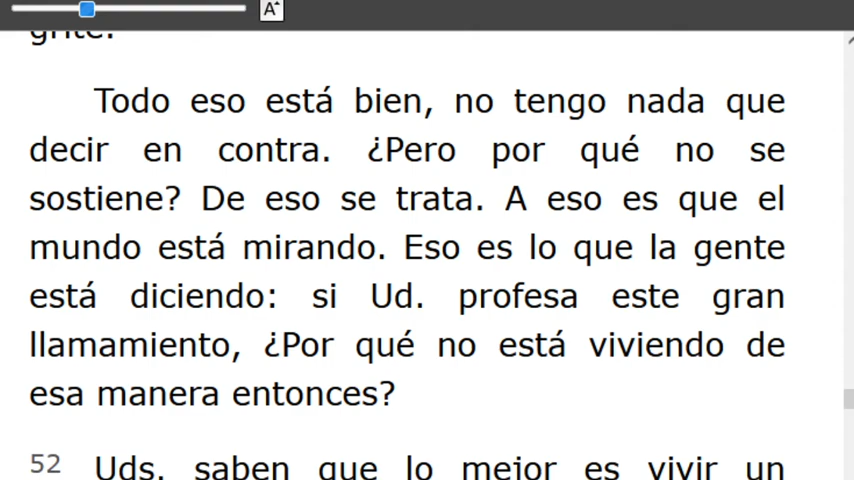 A
grite.
Todo eso está bien, no tengo nada que
decir en contra. ¿Pero por qué no se
sostiene? De eso se trata. A eso es que el
mundo está mirando. Eso es lo que la gente
está diciendo: si Ud. profesa este gran
llamamiento, ¿Por qué no está viviendo de
esa manera entonces?
52 Uds. saben que lo mejor es vivir un